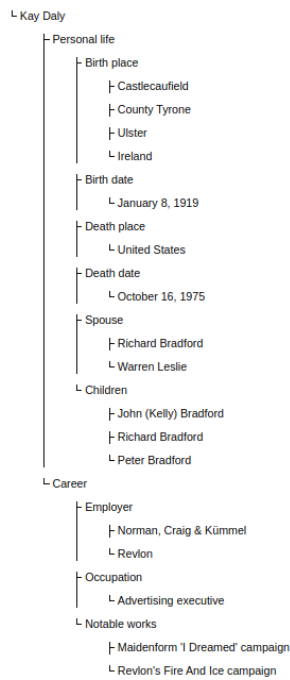 Kay Daly
Personal life
Birth place
Castlecaufield
County Tyrone
Ulster
Ireland
Birth date
January 8, 1919
Death place
United States
Death date
October 16, 1975
Spouse
Richard Bradford
Warren Leslie
Children
John (Kelly) Bradford
Richard Bradford
Peter Bradford
Career
Employer
Norman, Craig & Kümmel
Revlon
Occupation
Advertising executive
Notable works
Maidenform 'I Dreamed' campaign
Revlon's Fire And Ice campaign